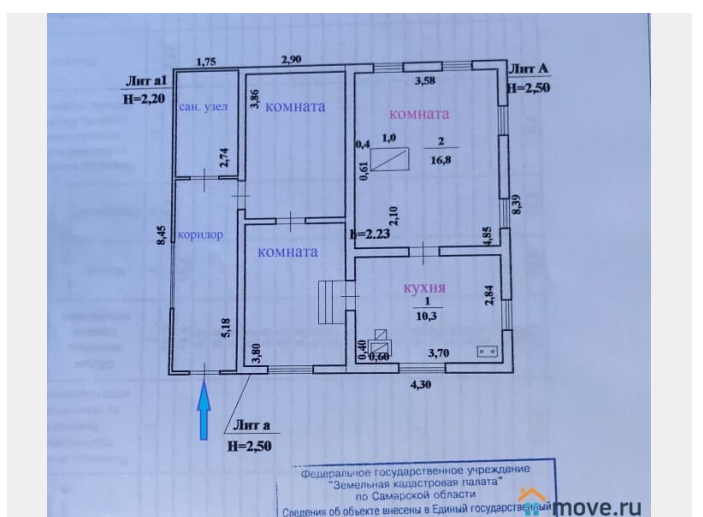 1,75
2,90
Лит а1
Н=2,20
3,58
Лит А
Н=2,50
сан. узел
3,86
комната
комната
2,74
0,4
1,0
2
16,8
0,61
8,45
коридор
2,10
h=2.23
4,85
8,39
комната
кухня
1
10,3
2,84
5,18
3,80
0,40
0,60
3,70
4,30
Лит а
Н=2,50
Федеральное государственное учреждение
"Земельная кадастровая палата"
по Самарской области
Сведения об объекте внесены в Единый государственный
move.ru